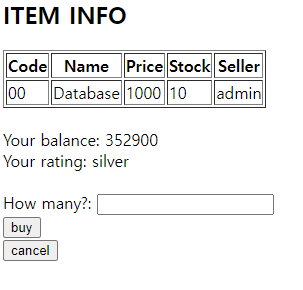 ITEM INFO
Code Name Price Stock Seller
00 Database 1000 10 admin
Your balance: 352900
Your rating: silver
How many?:
buy
cancel